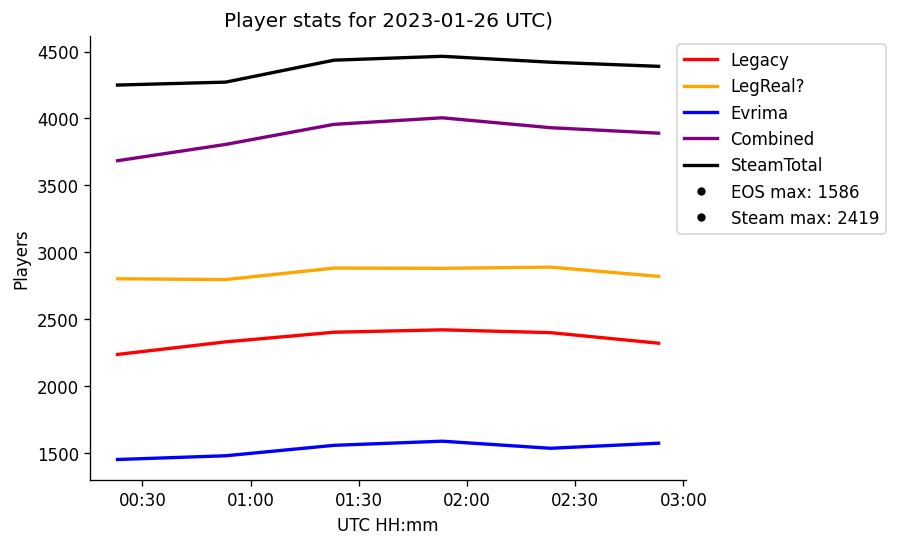 Player stats for 2023-01-26 UTC)
4500
4000
3500
3000
2500
2000
1500
Players
00:30
01:00
01:30
02:00
02:30
03:00
UTC HH:mm
Legacy
LegReal?
Evrima
Combined
SteamTotal
EOS max: 1586
Steam max: 2419